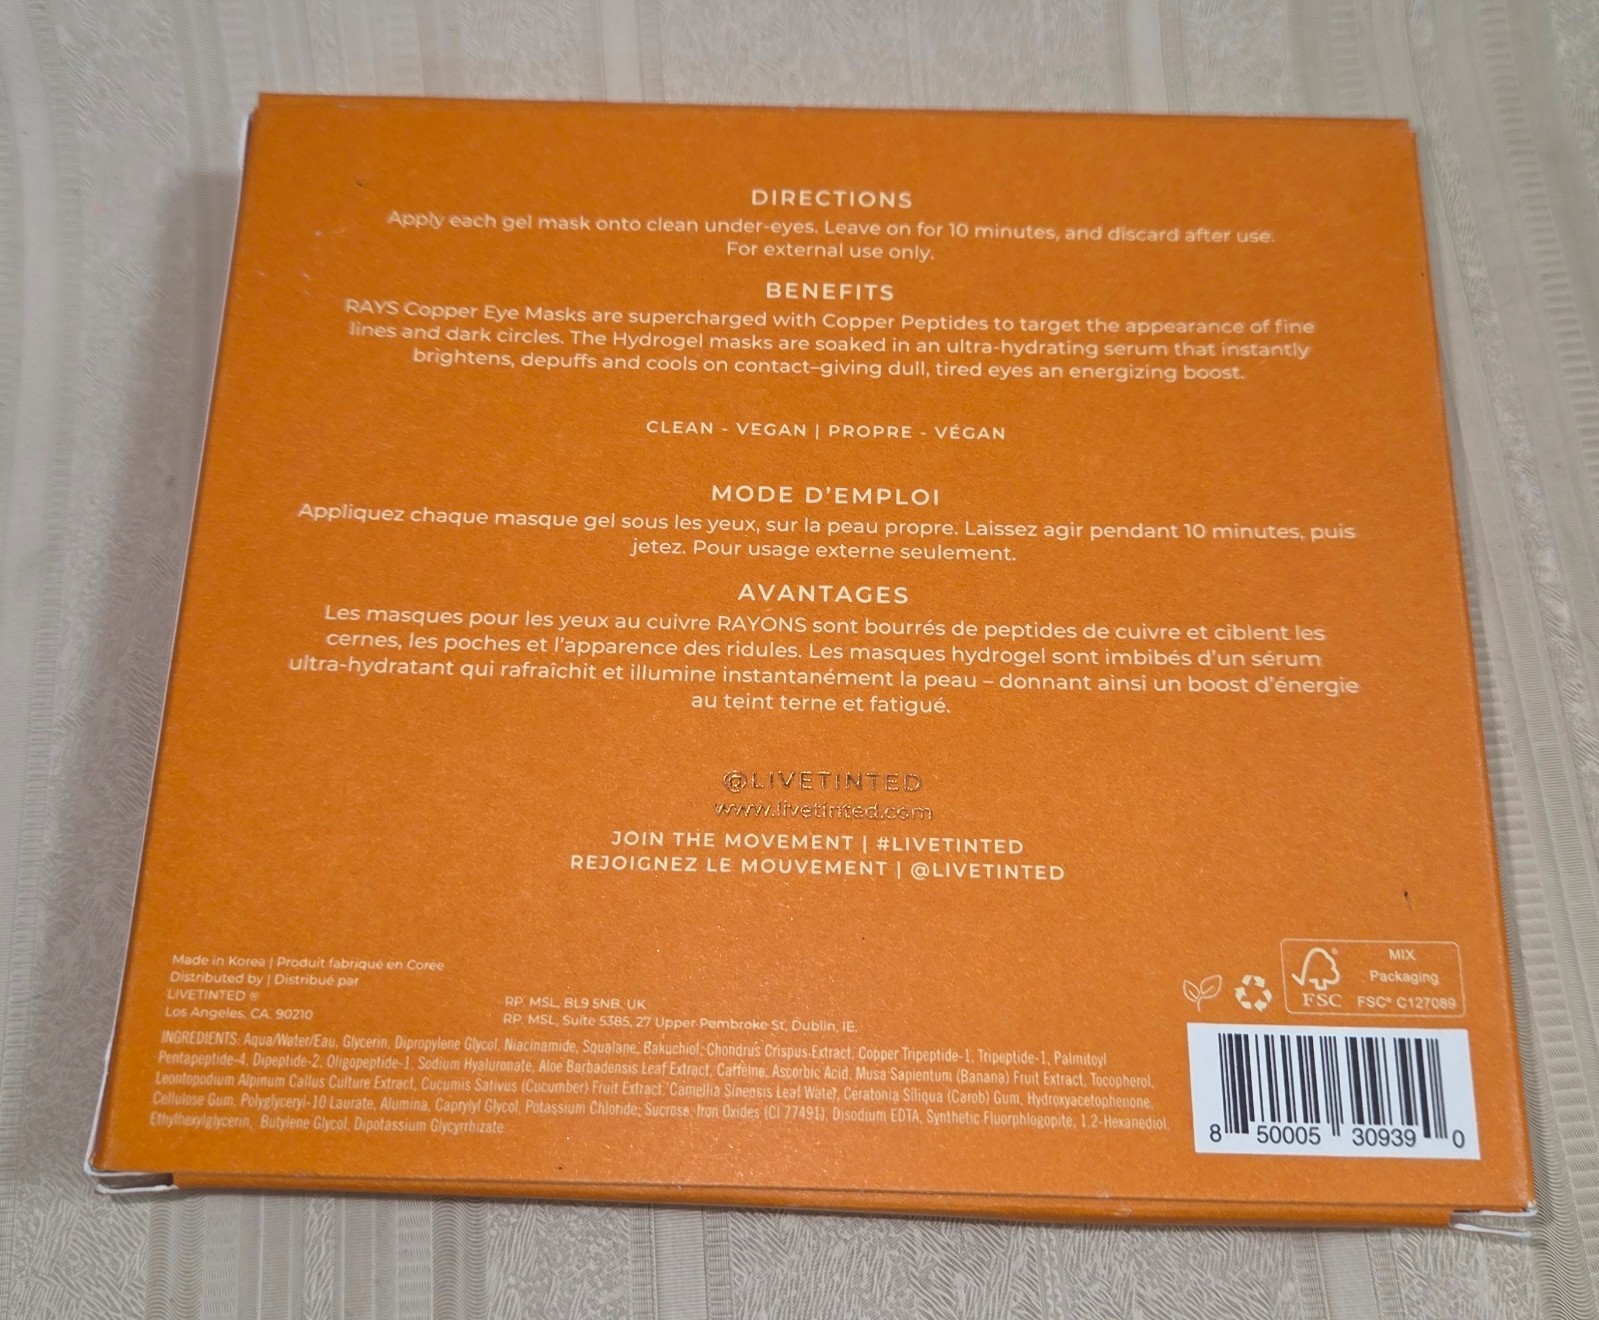 DIRECTIONS
Apply each gel mask onto clean under-eyes. Leave on for 10 minutes, and discard after use.
For external use only.
BENEFITS
RAYS Copper Eye Masks are supercharged with Copper Peptides to target the appearance of fine
lines and dark circles. The Hydrogel masks are soaked in an ultra-hydrating serum that instantly
brightens, depuffs and cools on contact–giving dull, tired eyes an energizing boost.
CLEAN - VEGAN | PROPRE - VÉGAN
MODE D'EMPLOI
Appliquez chaque masque gel sous les yeux, sur la peau propre. Laissez agir pendant 10 minutes, puis
jetez. Pour usage externe seulement.
AVANTAGES
Les masques pour les yeux au cuivre RAYONS sont bourrés de peptides de cuivre et ciblent les
cernes, les poches et l'apparence des ridules. Les masques hydrogel sont imbibés d'un sérum
ultra-hydratant qui rafraîchit et illumine instantanément la peau – donnant ainsi un boost d'énergie
au teint terne et fatigué.
@LIVETINTED
www.livetinted.com
JOIN THE MOVEMENT | #LIVETINTED
REJOIGNEZ LE MOUVEMENT | @LIVETINTED
Made in Korea | Produit fabriqué en Corée
Distributed by | Distribué par
LIVETINTED ®
Los Angeles, CA, 90210
RP. MSL, BL9 5NB, UK
RP. MSL, Suite 5385, 27 Upper Pembroke St, Dublin, IE.
INGREDIENTS: Aqua/Water/Eau, Glycerin, Dipropylene Glycol, Niacinamide, Squalane, Bakuchiol, Chondrus Crispus Extract, Copper Tripeptide-1, Tripeptide-1, Palmitoyl
Pentapeptide-4, Dipeptide-2, Oligopeptide-1, Sodium Hyaluronate, Aloe Barbadensis Leaf Extract, Caffeine, Ascorbic Acid, Musa Sapientum (Banana) Fruit Extract, Tocopherol,
Leontopodium Alpinum Callus Culture Extract, Cucumis Sativus (Cucumber) Fruit Extract, Camellia Sinensis Leaf Water, Ceratonia Siliqua (Carob) Gum, Hydroxyacetophenone,
Cellulose Gum, Polyglyceryl-10 Laurate, Alumina, Caprylyl Glycol, Potassium Chloride, Sucrose, Iron Oxides (CI 77491), Disodium EDTA, Synthetic Fluorphlogopite, 1,2-Hexanediol,
Ethylhexylglycerin, Butylene Glycol, Dipotassium Glycyrrhizate
FSC
MIX
Packaging
FSC® C127089
8 50005 30939 0